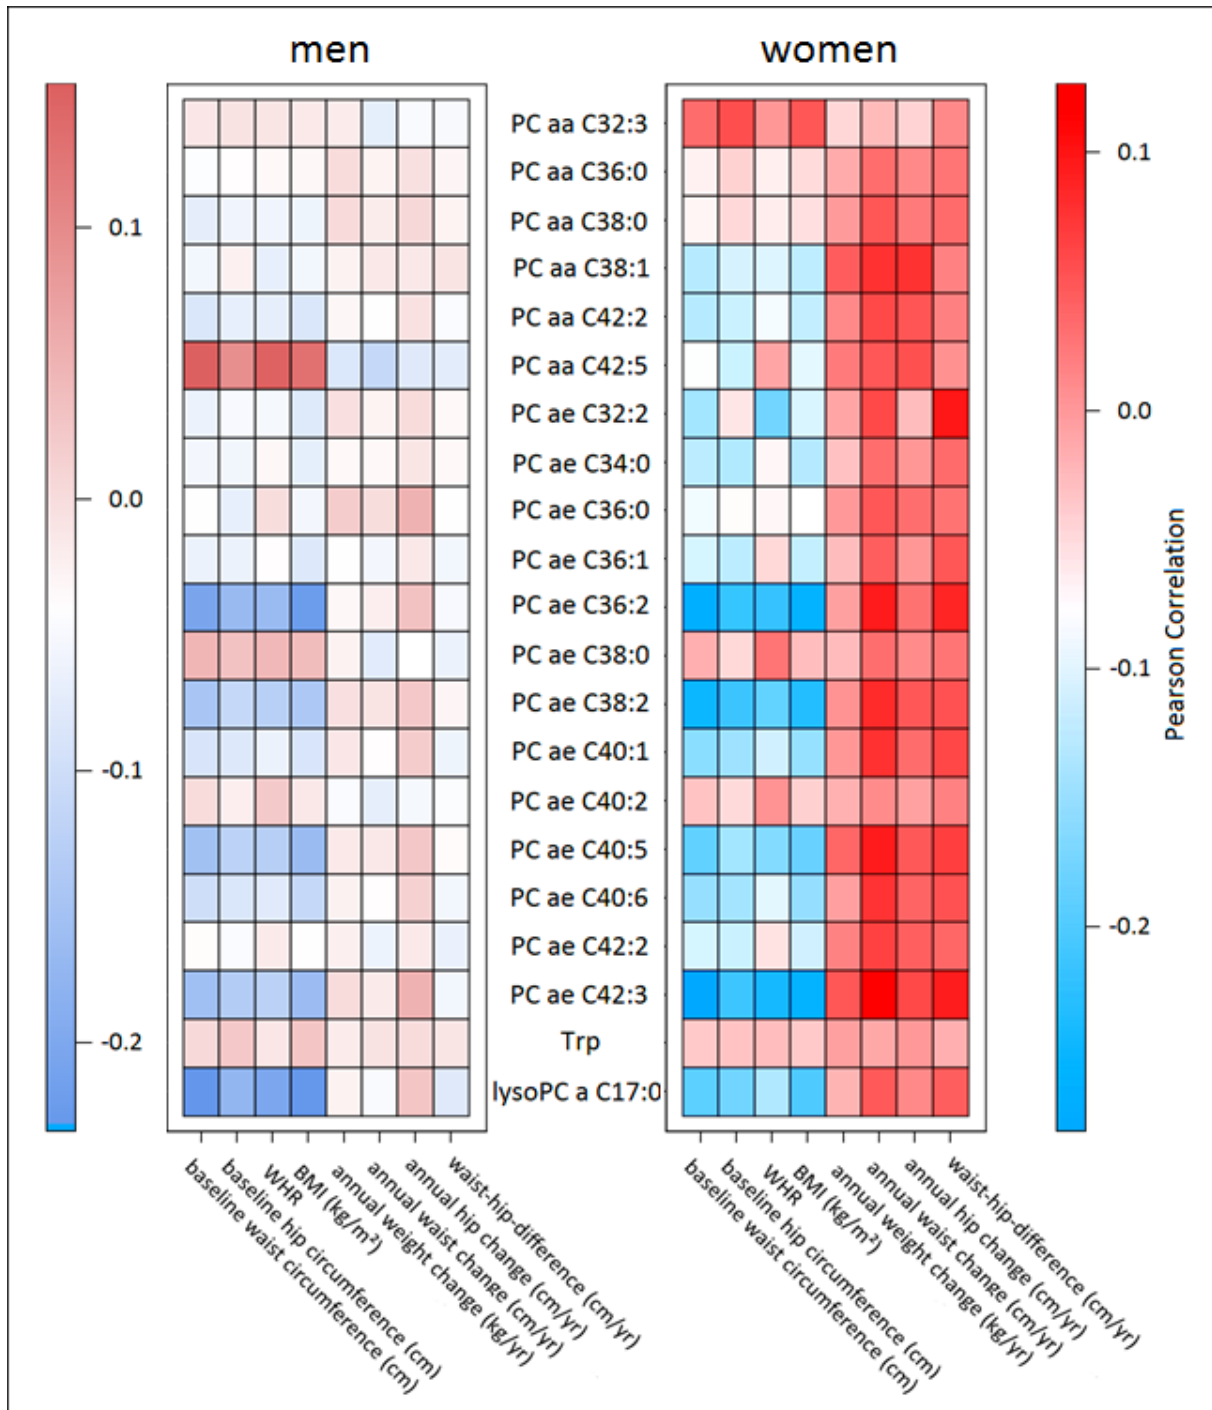 men
women
0.1
0.0
-0.1
-0.2
PC aa C32:3
PC aa C36:0
PC aa C38:0
PC aa C38:1
PC aa C42:2
PC aa C42:5
PC ae C32:2
PC ae C34:0
PC ae C36:0
PC ae C36:1
PC ae C36:2
PC ae C38:0
PC ae C38:2
PC ae C40:1
PC ae C40:2
PC ae C40:5
PC ae C40:6
PC ae C42:2
PC ae C42:3
Trp
lysoPC a C17:0
0.1
0.0
-0.1
-0.2
Pearson Correlation
baseline waist circumference (cm)
baseline hip circumference (cm)
WHR
BMI (kg/m²)
annual weight change (kg/yr)
annual waist change (cm/yr)
annual hip change (cm/yr)
waist-hip-difference (cm/yr)
baseline waist circumference (cm)
baseline hip circumference (cm)
WHR
BMI (kg/m²)
annual weight change (kg/yr)
annual waist change (cm/yr)
annual hip change (cm/yr)
waist-hip-difference (cm/yr)